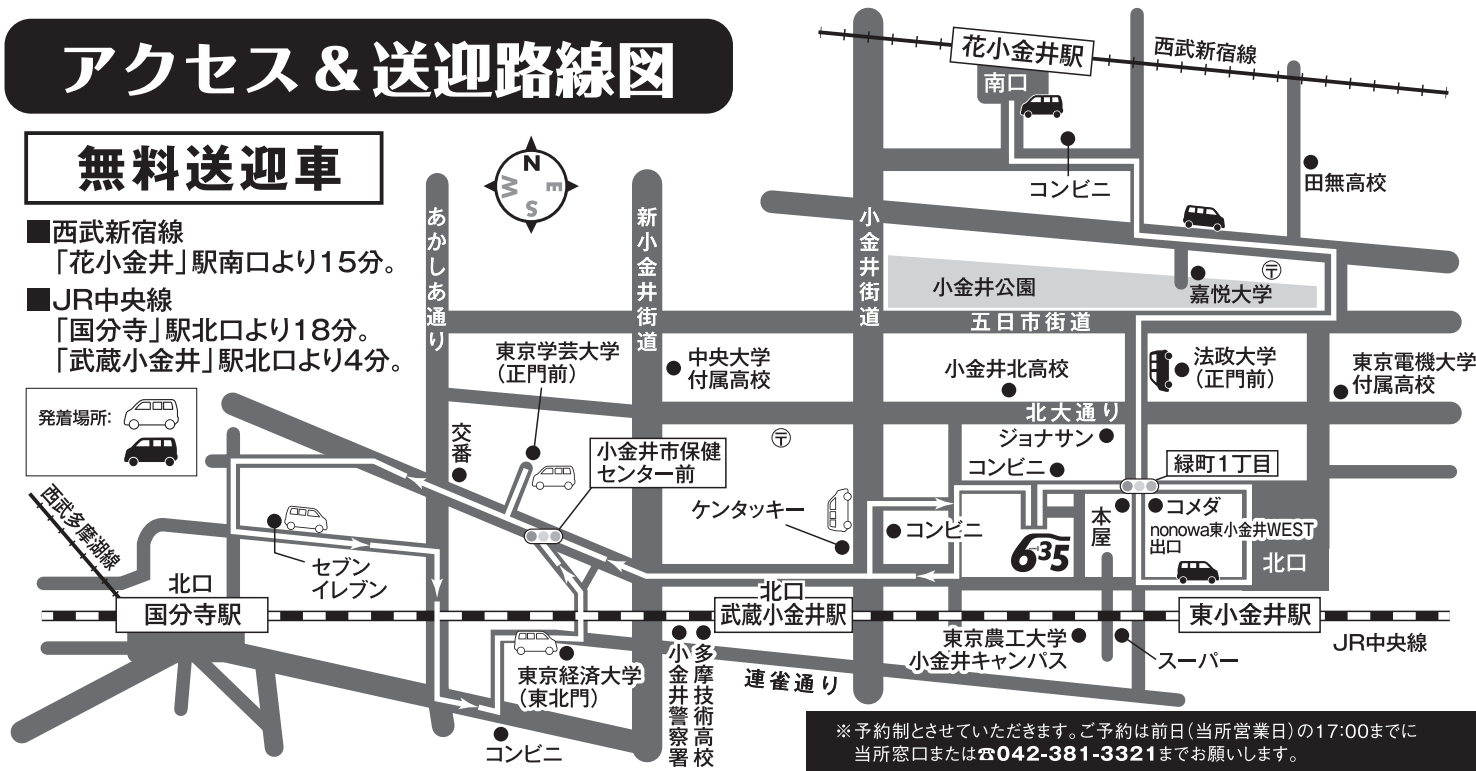 アクセス＆送迎路線図
無料送迎車
■西武新宿線
「花小金井」駅南口より15分。
■JR中央線
「国分寺」駅北口より18分。
「武蔵小金井」駅北口より4分。
発着場所:
N
E
S
W
あかしあ通り
新小金井街道
小金井街道
花小金井駅
南口
西武新宿線
コンビニ
田無高校
小金井公園
嘉悦大学
〒
五日市街道
東京学芸大学
（正門前）
中央大学
付属高校
小金井北高校
法政大学
（正門前）
東京電機大学
付属高校
北大通り
交番
小金井市保健
センター前
〒
ジョナサン
コンビニ
緑町1丁目
ケンタッキー
コンビニ
635
本屋
コメダ
nonowa東小金井WEST
出口
北口
西武多摩湖線
セブン
イレブン
北口
国分寺駅
北口
武蔵小金井駅
東小金井駅
JR中央線
東京経済大学
（東北門）
コンビニ
小金井警察署
多摩技術高校
連雀通り
東京農工大学
小金井キャンパス
スーパー
※予約制とさせていただきます。ご予約は前日（当所営業日）の17:00までに
当所窓口または☎042-381-3321までお願いします。